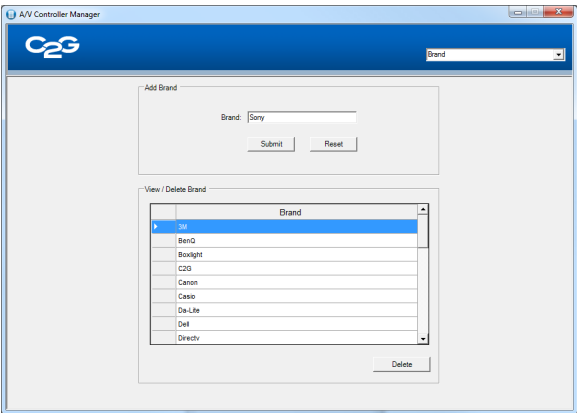 A/V Controller Manager
C2G
Brand
Add Brand
Brand: Sony
Submit Reset
View / Delete Brand
Brand
3M
BenQ
Boxlight
C2G
Canon
Casio
Da-Lite
Dell
Directv
Delete